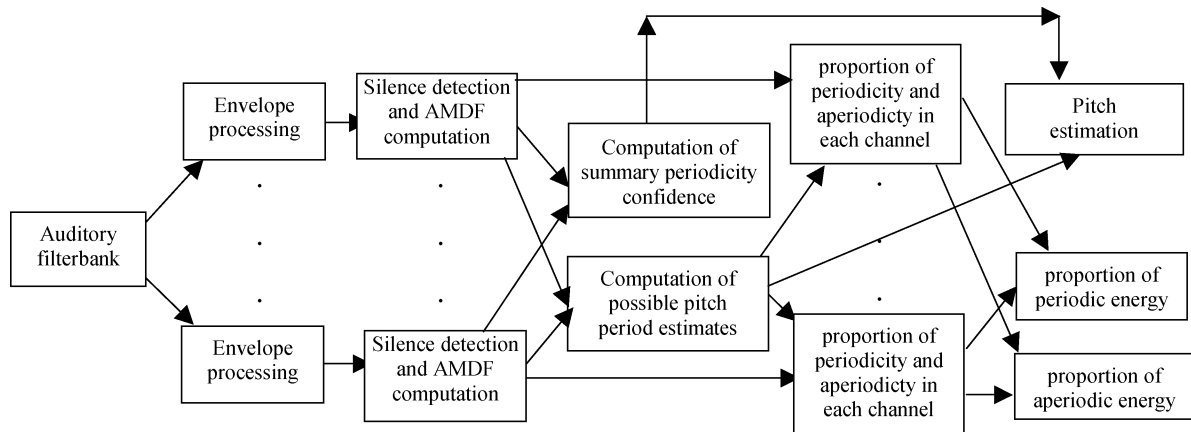 Auditory
filterbank
Envelope
processing
Envelope
processing
Silence detection
and AMDF
computation
Silence detection
and AMDF
computation
Computation of
summary periodicity
confidence
Computation of
possible pitch
period estimates
proportion of
periodicity and
aperiodicty in
each channel
proportion of
periodicity and
aperiodicty in
each channel
Pitch
estimation
proportion of
periodic energy
proportion of
aperiodic energy